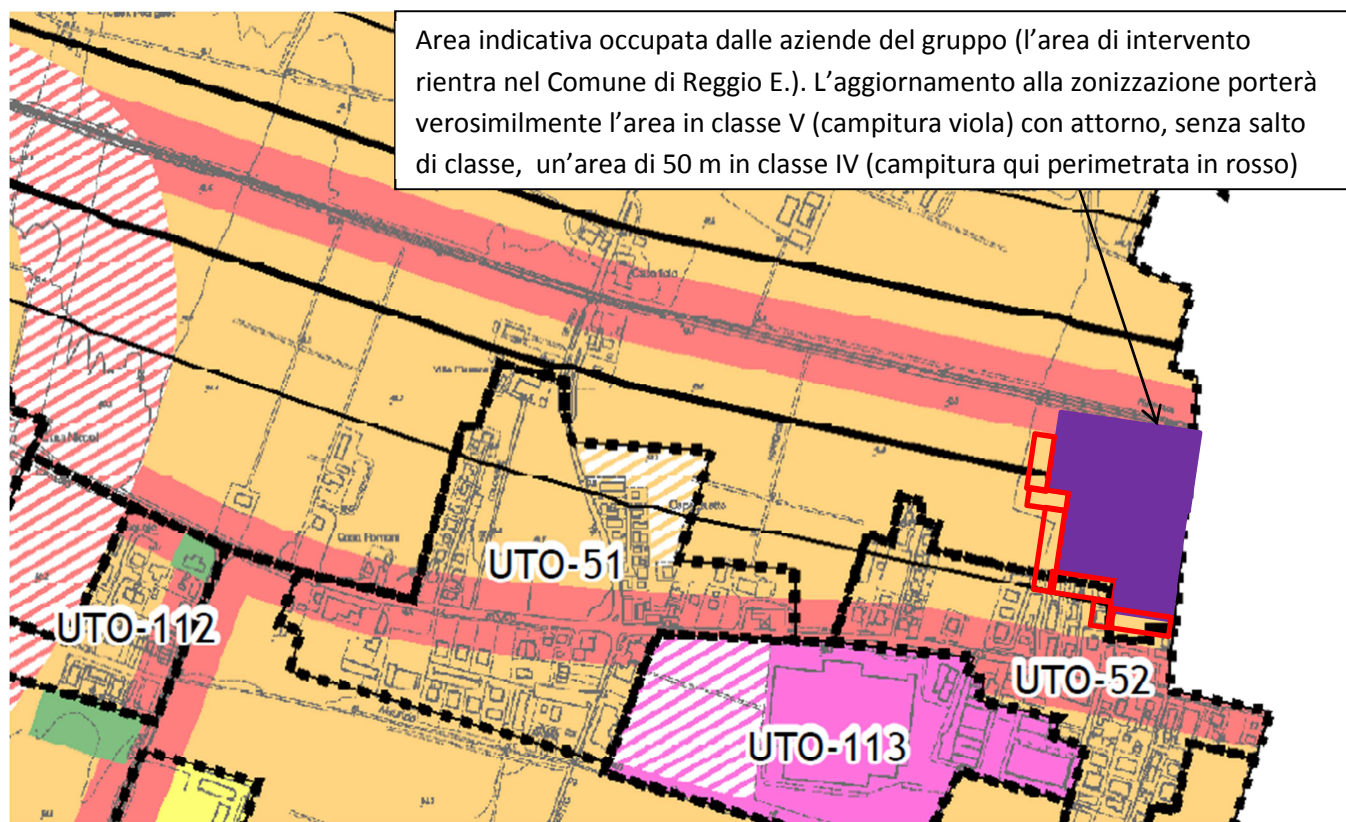 Area indicativa occupata dalle aziende del gruppo (l’area di intervento
rientra nel Comune di Reggio E.). L’aggiornamento alla zonizzazione porterà
verosimilmente l’area in classe V (campitura viola) con attorno, senza salto
di classe, un’area di 50 m in classe IV (campitura qui perimetrata in rosso)
UTO-51
UTO-112
UTO-52
UTO-113